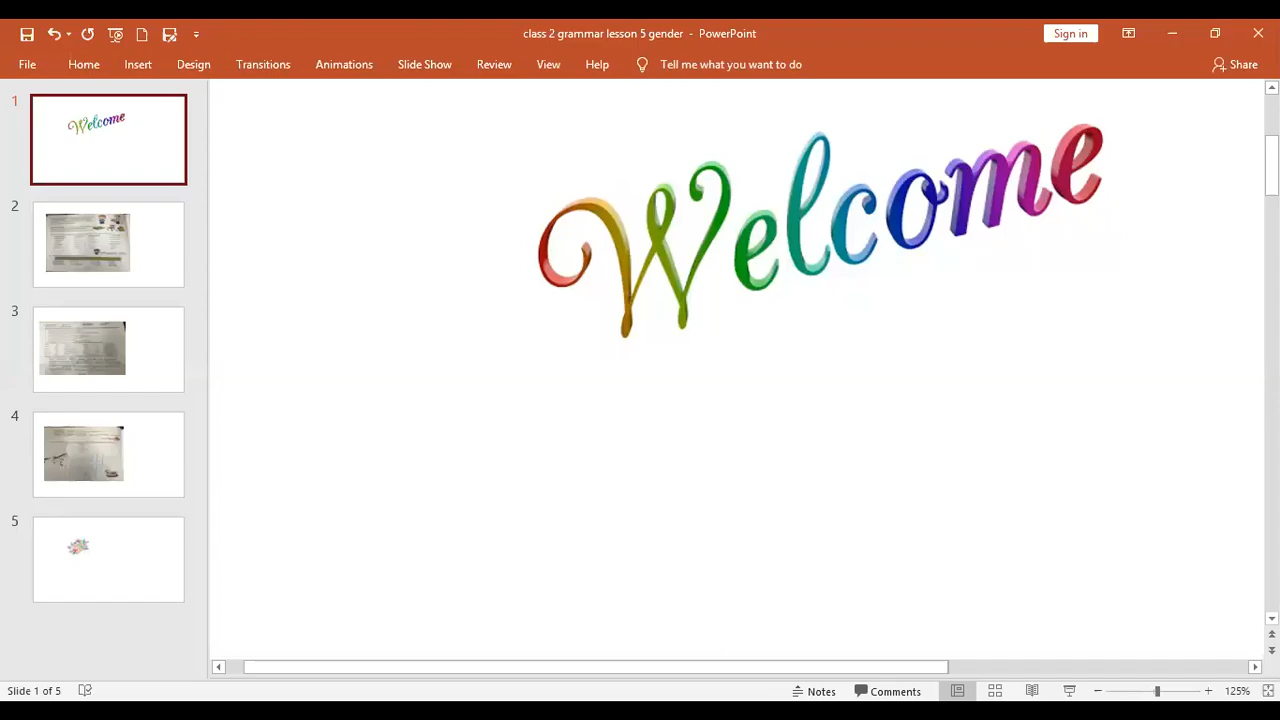 class 2 grammar lesson 5 gender - PowerPoint
Sign in
File Home Insert Design Transitions Animations Slide Show Review View Help Tell me what you want to do Share
1
Welcome
2
3
4
5
Welcome
Slide 1 of 5
Notes Comments 125%